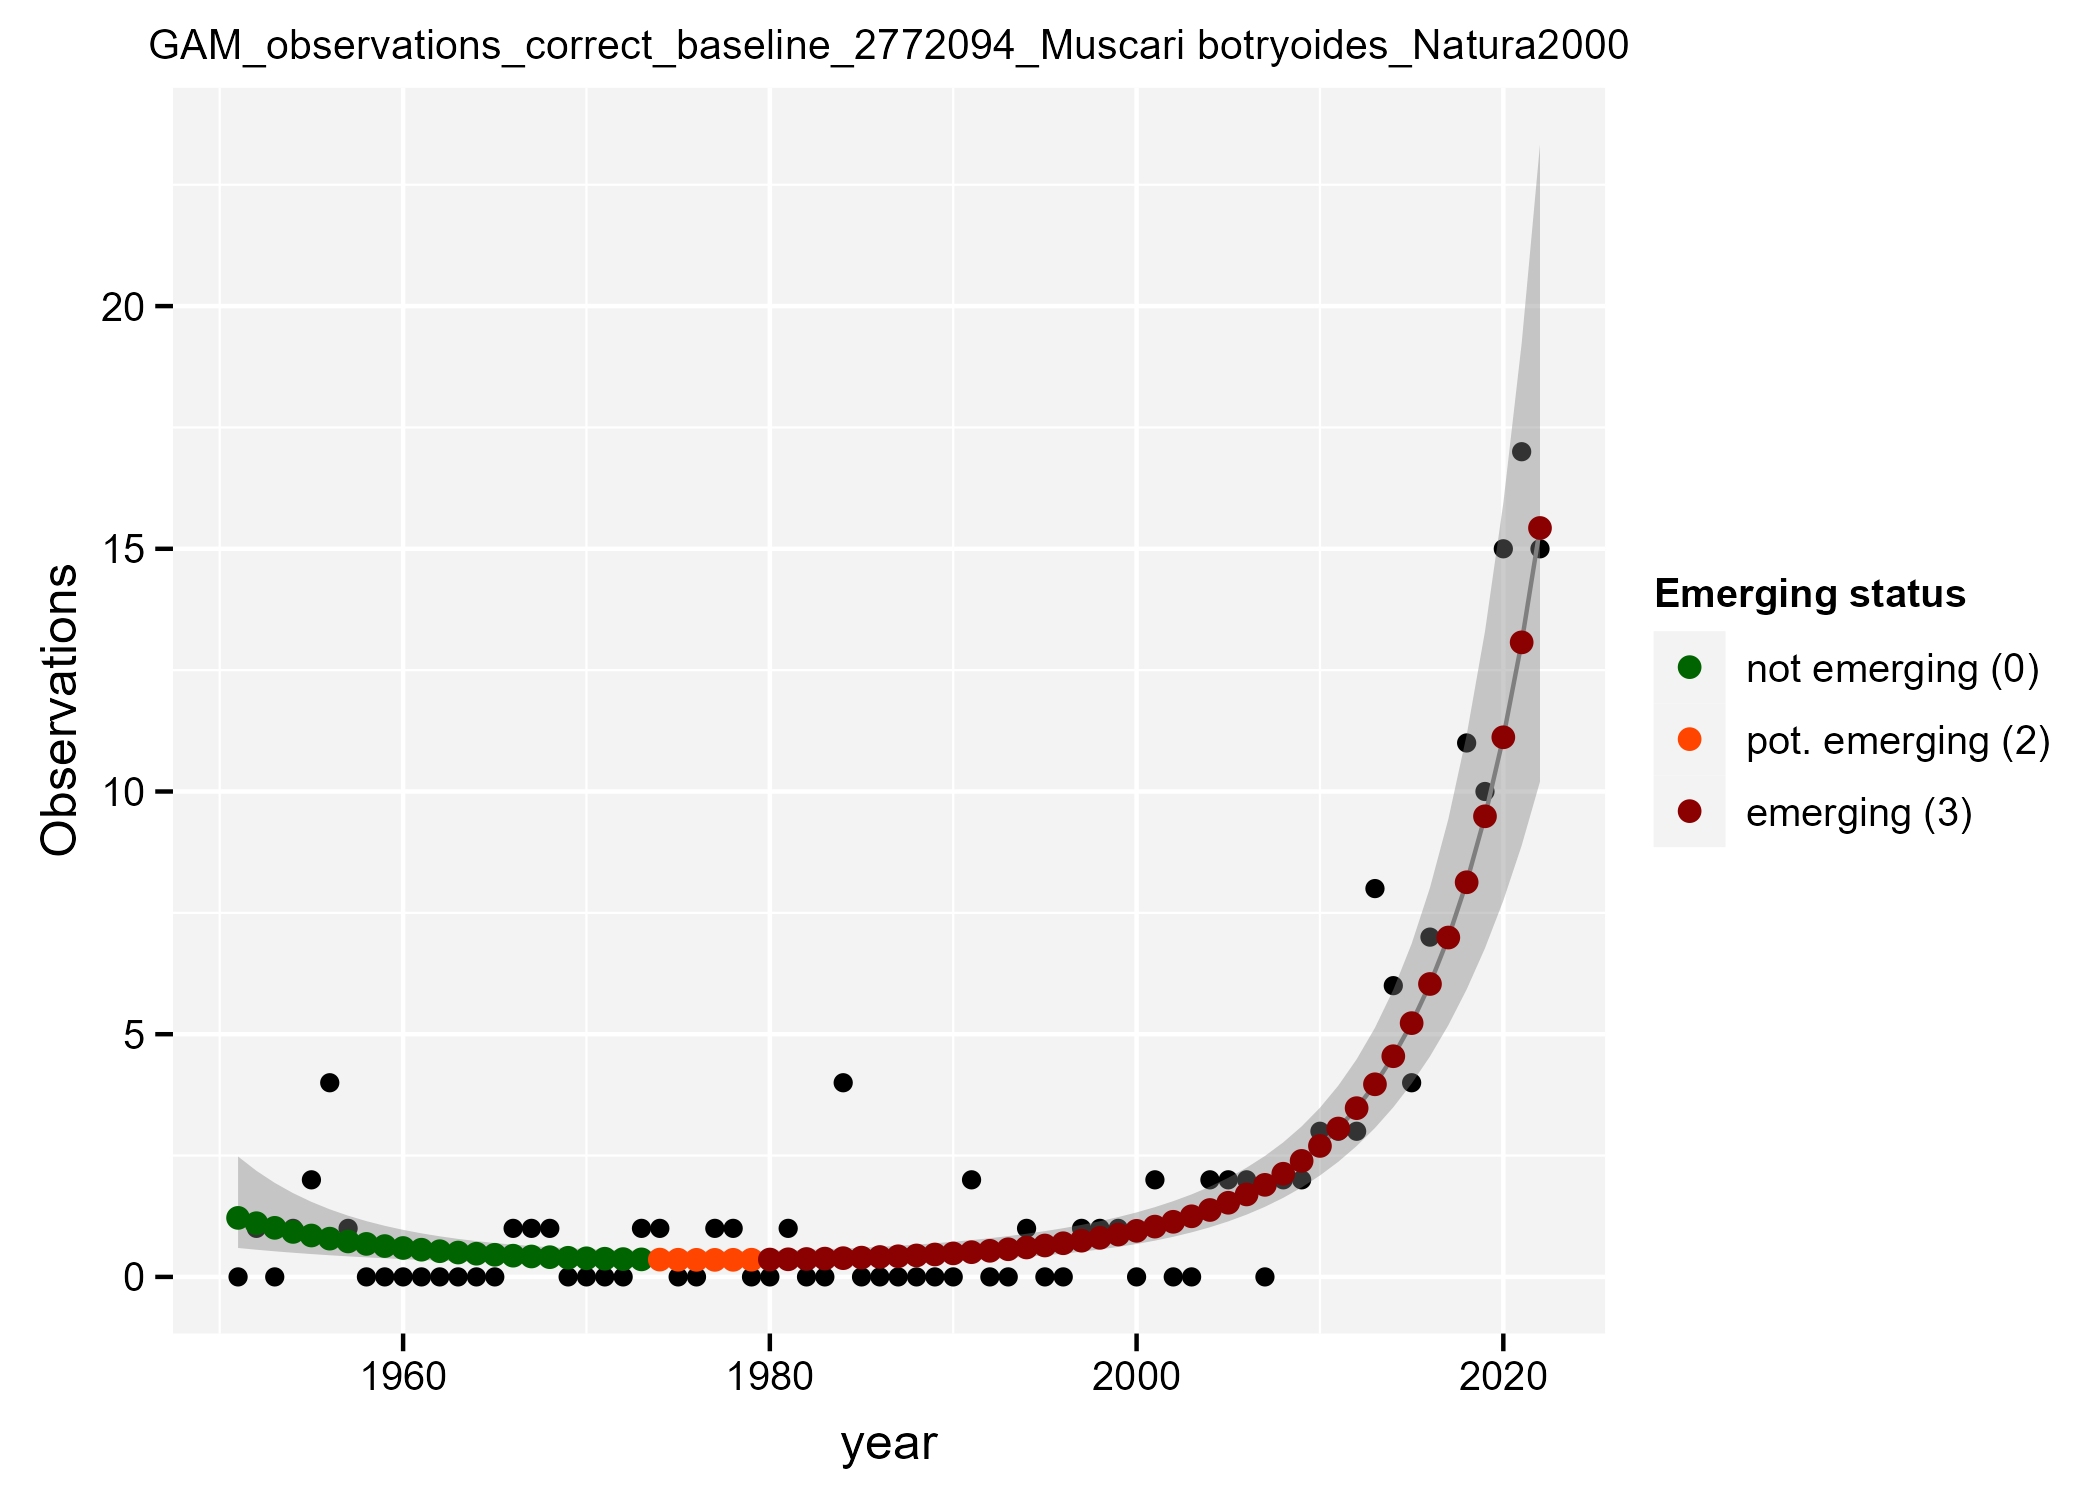 GAM_observations_correct_baseline_2772094_Muscari botryoides_Natura2000
Observations
20
15
10
5
0
1960
1980
2000
2020
year
Emerging status
not emerging (0)
pot. emerging (2)
emerging (3)